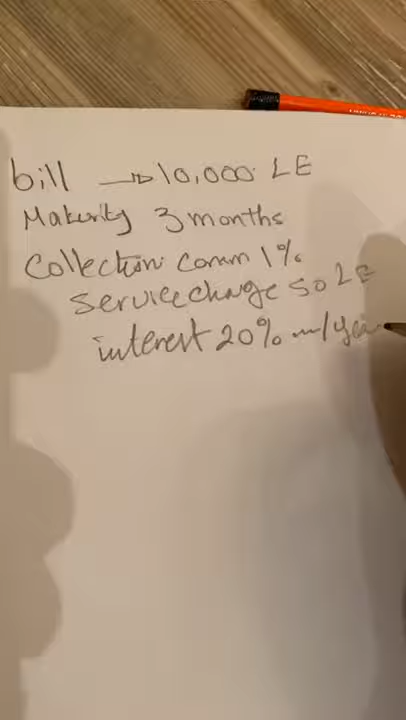 bill → 10,000 LE
Maturity 3 months
Collection comm 1%
service charge 50 LE
interest 20%